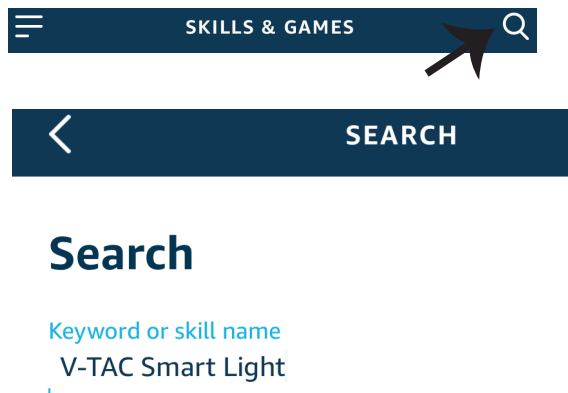 SKILLS & GAMES
SEARCH
Search
Keyword or skill name
V-TAC Smart Light